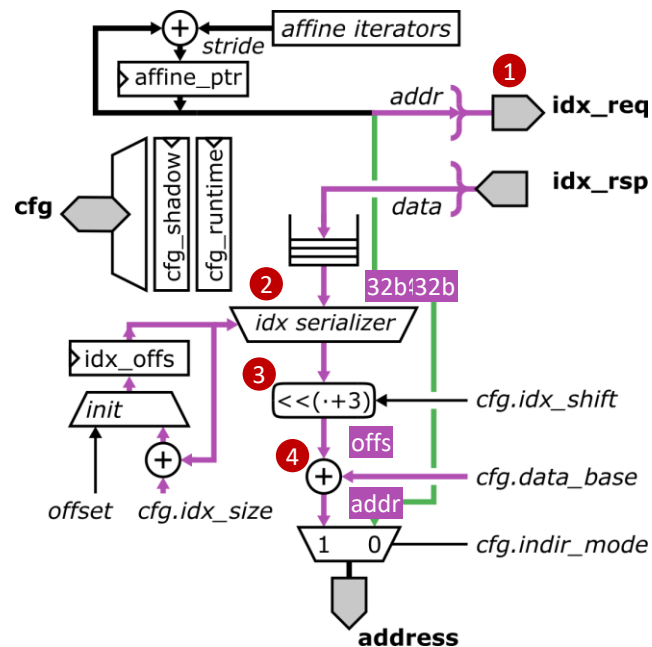 +
affine iterators
stride
affine_ptr
1
addr
idx_req
cfg
cfg_shadow
cfg_runtime
idx_rsp
data
2
32b
32b
idx serializer
idx_offs
3
init
<<(·+3)
cfg.idx_shift
offs
4
+
+
cfg.data_base
offset
cfg.idx_size
addr
1 0
cfg.indir_mode
address